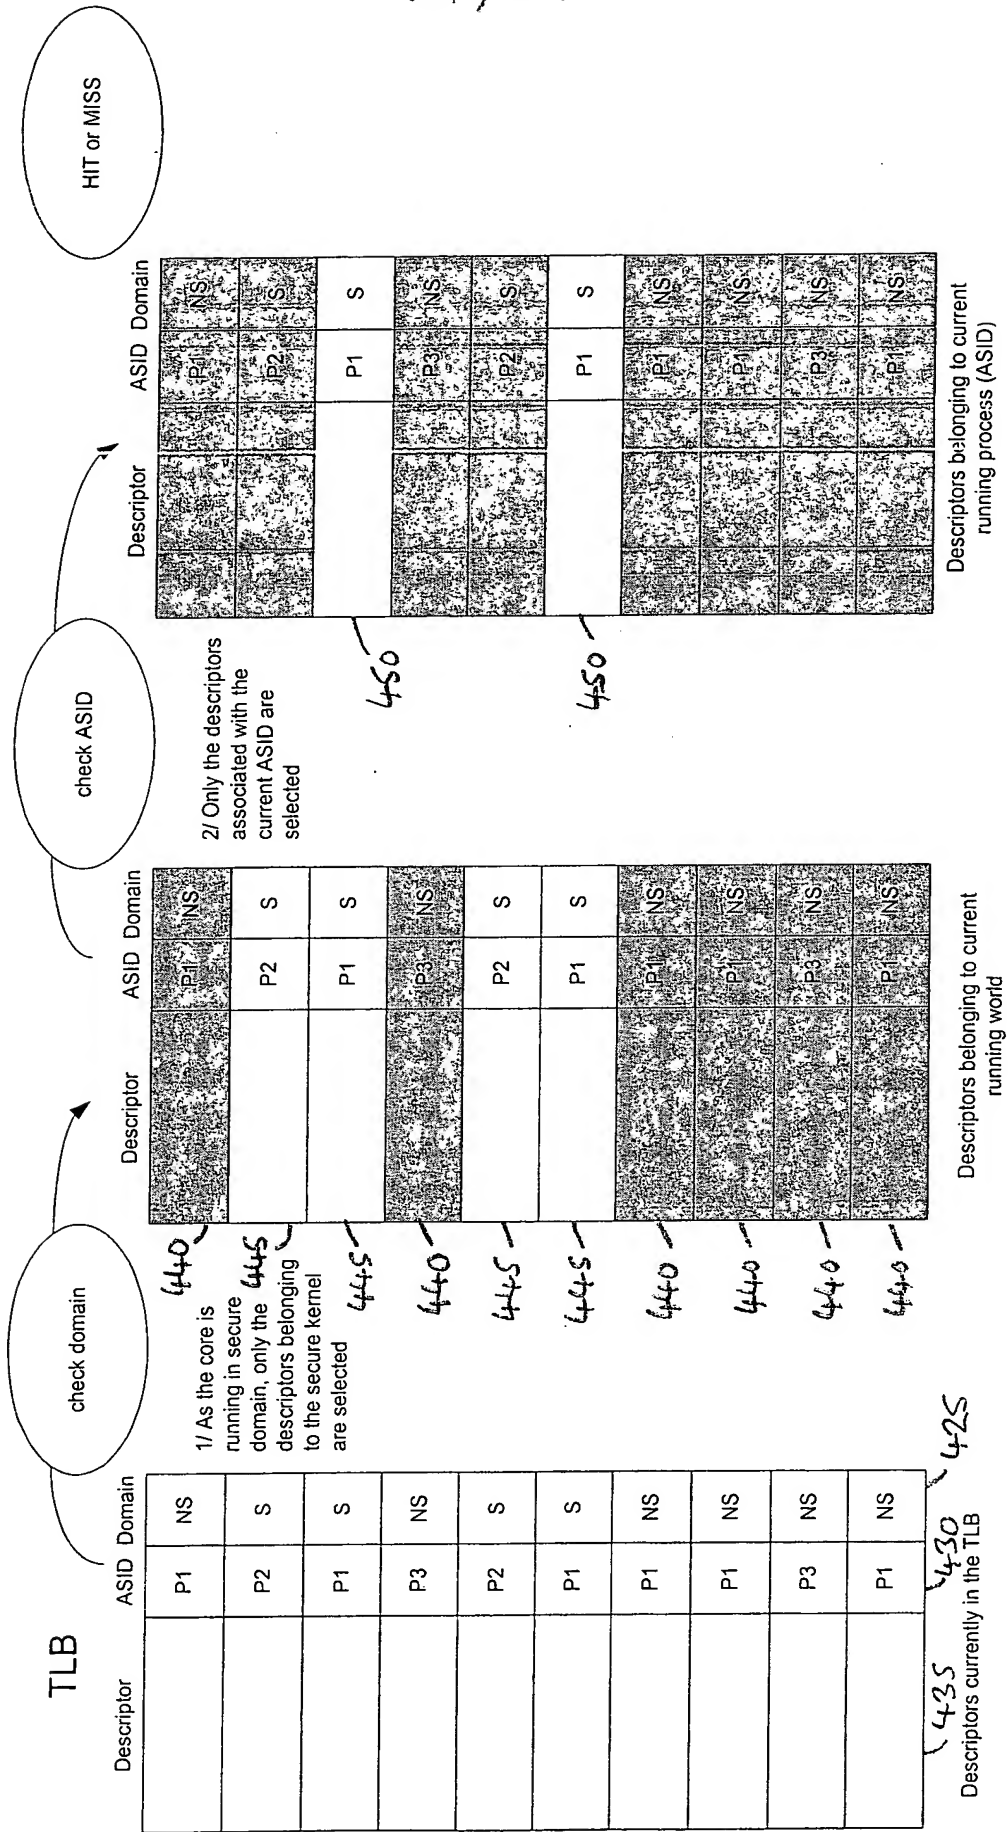 TLB
Descriptor ASID Domain
P1 NS
P2 S
P1 S
P3 NS
P2 S
P1 S
P1 NS
P1 NS
P3 NS
P1 NS
435 430 425
Descriptors currently in the TLB
check domain
1/ As the core is
running in secure
domain, only the
descriptors belonging
to the secure kernel
are selected
Descriptor ASID Domain
440 P1 NS
445 P2 S
445 P1 S
440 P3 NS
445 P2 S
445 P1 S
440 P1 NS
440 P1 NS
440 P3 NS
440 P1 NS
Descriptors belonging to current
running world
check ASID
2/ Only the descriptors
associated with the
current ASID are
selected
Descriptor ASID Domain
P1 NS
P2 S
450 P1 S
P3 NS
P2 S
450 P1 S
P1 NS
P1 NS
P3 NS
P1 NS
Descriptors belonging to current
running process (ASID)
HIT or MISS